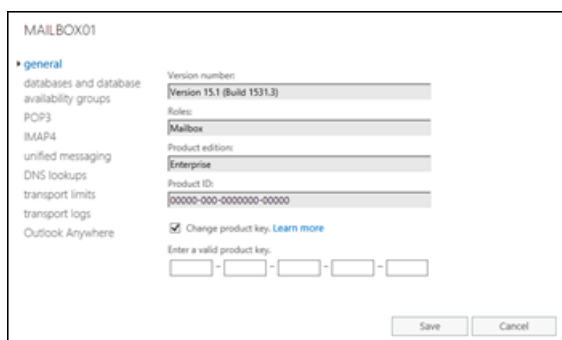 MAILBOX01
general
databases and database
availability groups
POP3
IMAP4
unified messaging
DNS lookups
transport limits
transport logs
Outlook Anywhere
Version number:
Version 15.1 (Build 1531.3)
Roles:
Mailbox
Product edition:
Enterprise
Product ID:
00000-000-0000000-00000
Change product key. Learn more
Enter a valid product key.
- - - -
Save
Cancel